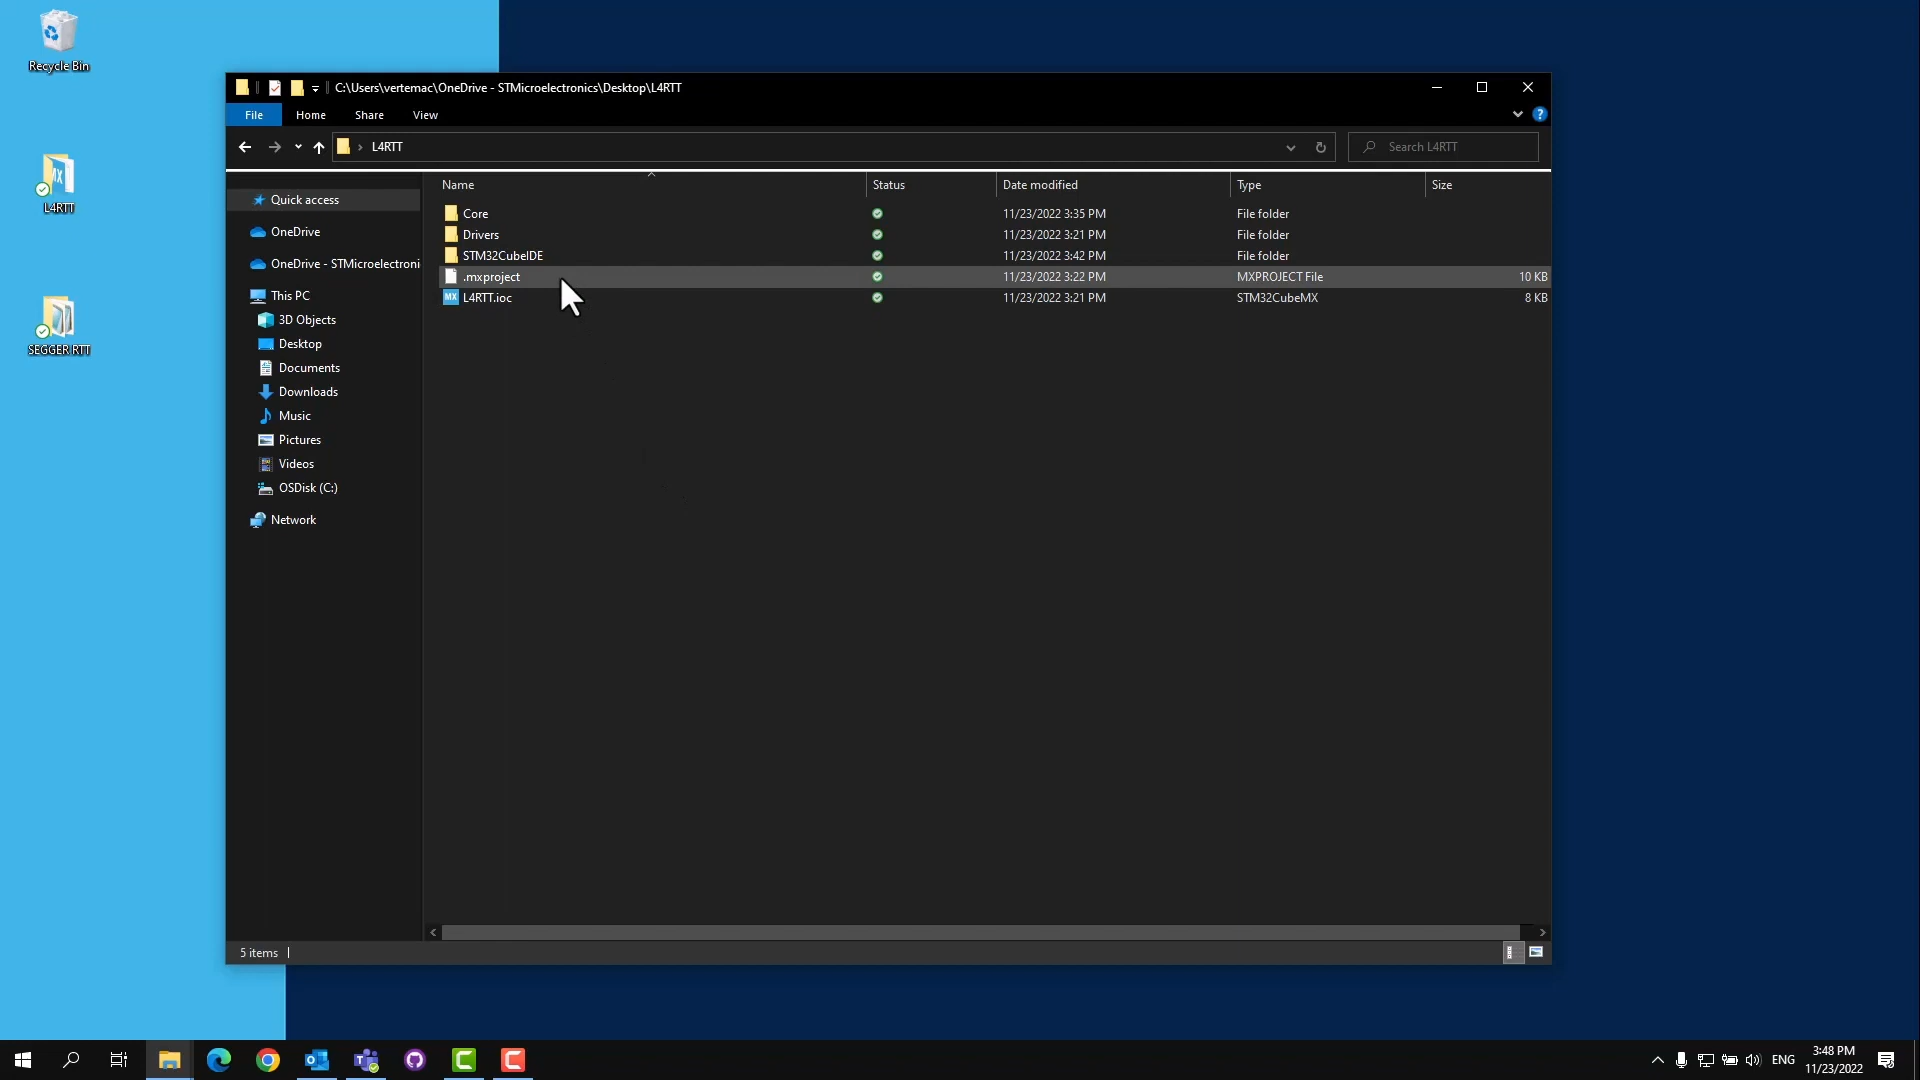 Recycle Bin
L4RTT
SEGGER RTT
C:\Users\vertemac\OneDrive - STMicroelectronics\Desktop\L4RTT
File Home Share View
L4RTT
Search L4RTT
Name Status Date modified Type Size
Core 11/23/2022 3:35 PM File folder
Drivers 11/23/2022 3:21 PM File folder
STM32CubeIDE 11/23/2022 3:42 PM File folder
.mxproject 11/23/2022 3:22 PM MXPROJECT File 10 KB
MX L4RTT.ioc 11/23/2022 3:21 PM STM32CubeMX 8 KB
Quick access
OneDrive
OneDrive - STMicroelectroni
This PC
3D Objects
Desktop
Documents
Downloads
Music
Pictures
Videos
OSDisk (C:)
Network
5 items
ENG
3:48 PM
11/23/2022